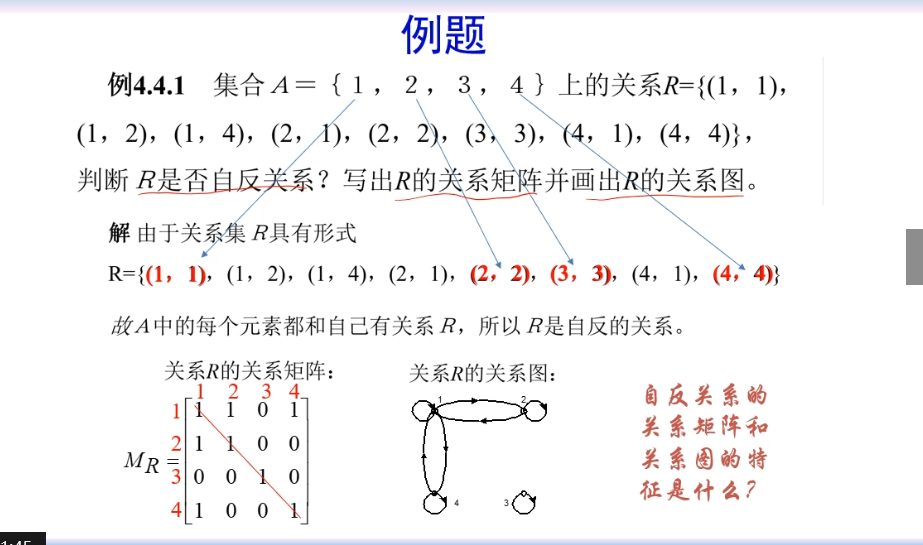 例题
例4.4.1 集合A={1,2,3,4}上的关系R={(1,1),
(1,2),(1,4),(2,1),(2,2),(3,3),(4,1),(4,4)},
判断R是否自反关系?写出R的关系矩阵并画出R的关系图。
解 由于关系集R具有形式
R={(1,1),(1,2),(1,4),(2,1),(2,2),(3,3),(4,1),(4,4)}
故A中的每个元素都和自己有关系R,所以R是自反的关系。
关系R的关系矩阵:
1 2 3 4
1 1 1 0 1
2 1 1 0 0
MR =
3 0 0 1 0
4 1 0 0 1
关系R的关系图:
1 2
4 3
自反关系的
关系矩阵和
关系图的特
征是什么?